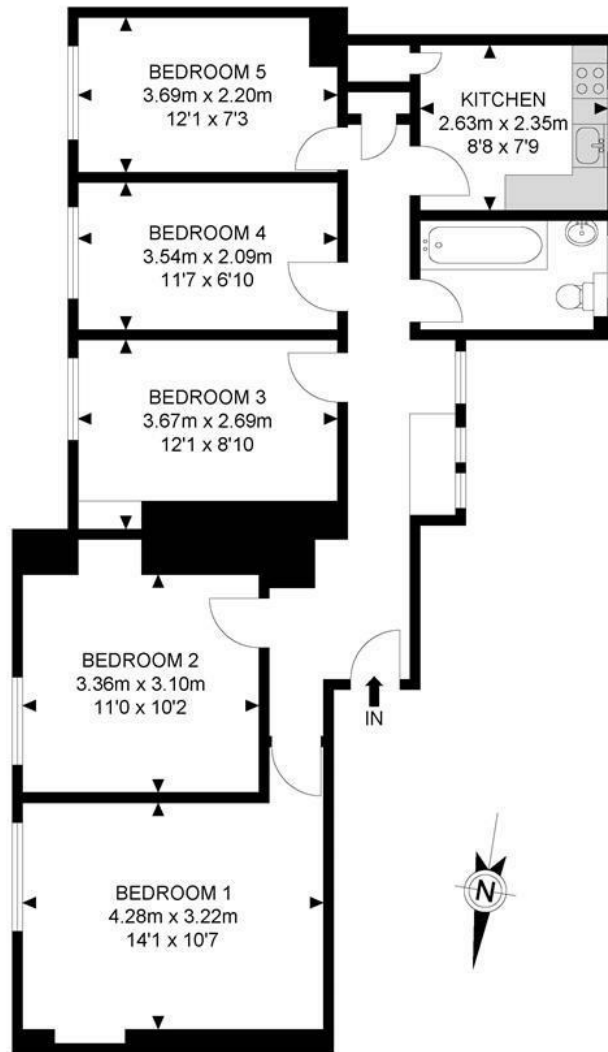 BEDROOM 5
3.69m x 2.20m
12'1 x 7'3
KITCHEN
2.63m x 2.35m
8'8 x 7'9
BEDROOM 4
3.54m x 2.09m
11'7 x 6'10
BEDROOM 3
3.67m x 2.69m
12'1 x 8'10
BEDROOM 2
3.36m x 3.10m
11'0 x 10'2
IN
BEDROOM 1
4.28m x 3.22m
14'1 x 10'7
N